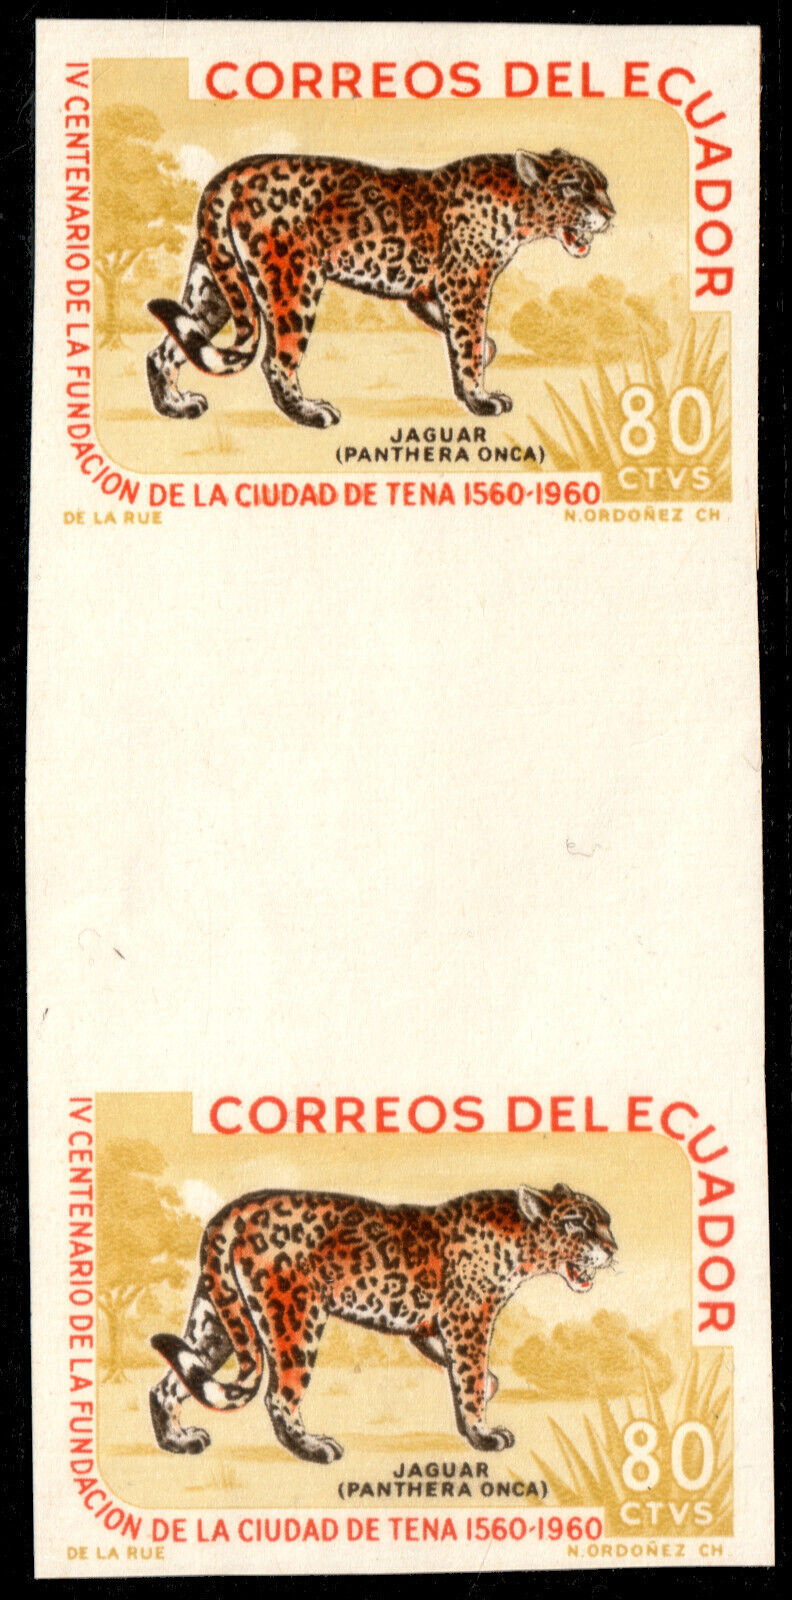 CORREOS DEL ECUADOR
IV CENTENARIO DE LA FUNDACION DE LA CIUDAD DE TENA 1560-1960
JAGUAR
(PANTHERA ONCA)
80
CTVS
DE LA RUE
N. ORDOÑEZ CH
CORREOS DEL ECUADOR
IV CENTENARIO DE LA FUNDACION DE LA CIUDAD DE TENA 1560-1960
JAGUAR
(PANTHERA ONCA)
80
CTVS
DE LA RUE
N. ORDOÑEZ CH